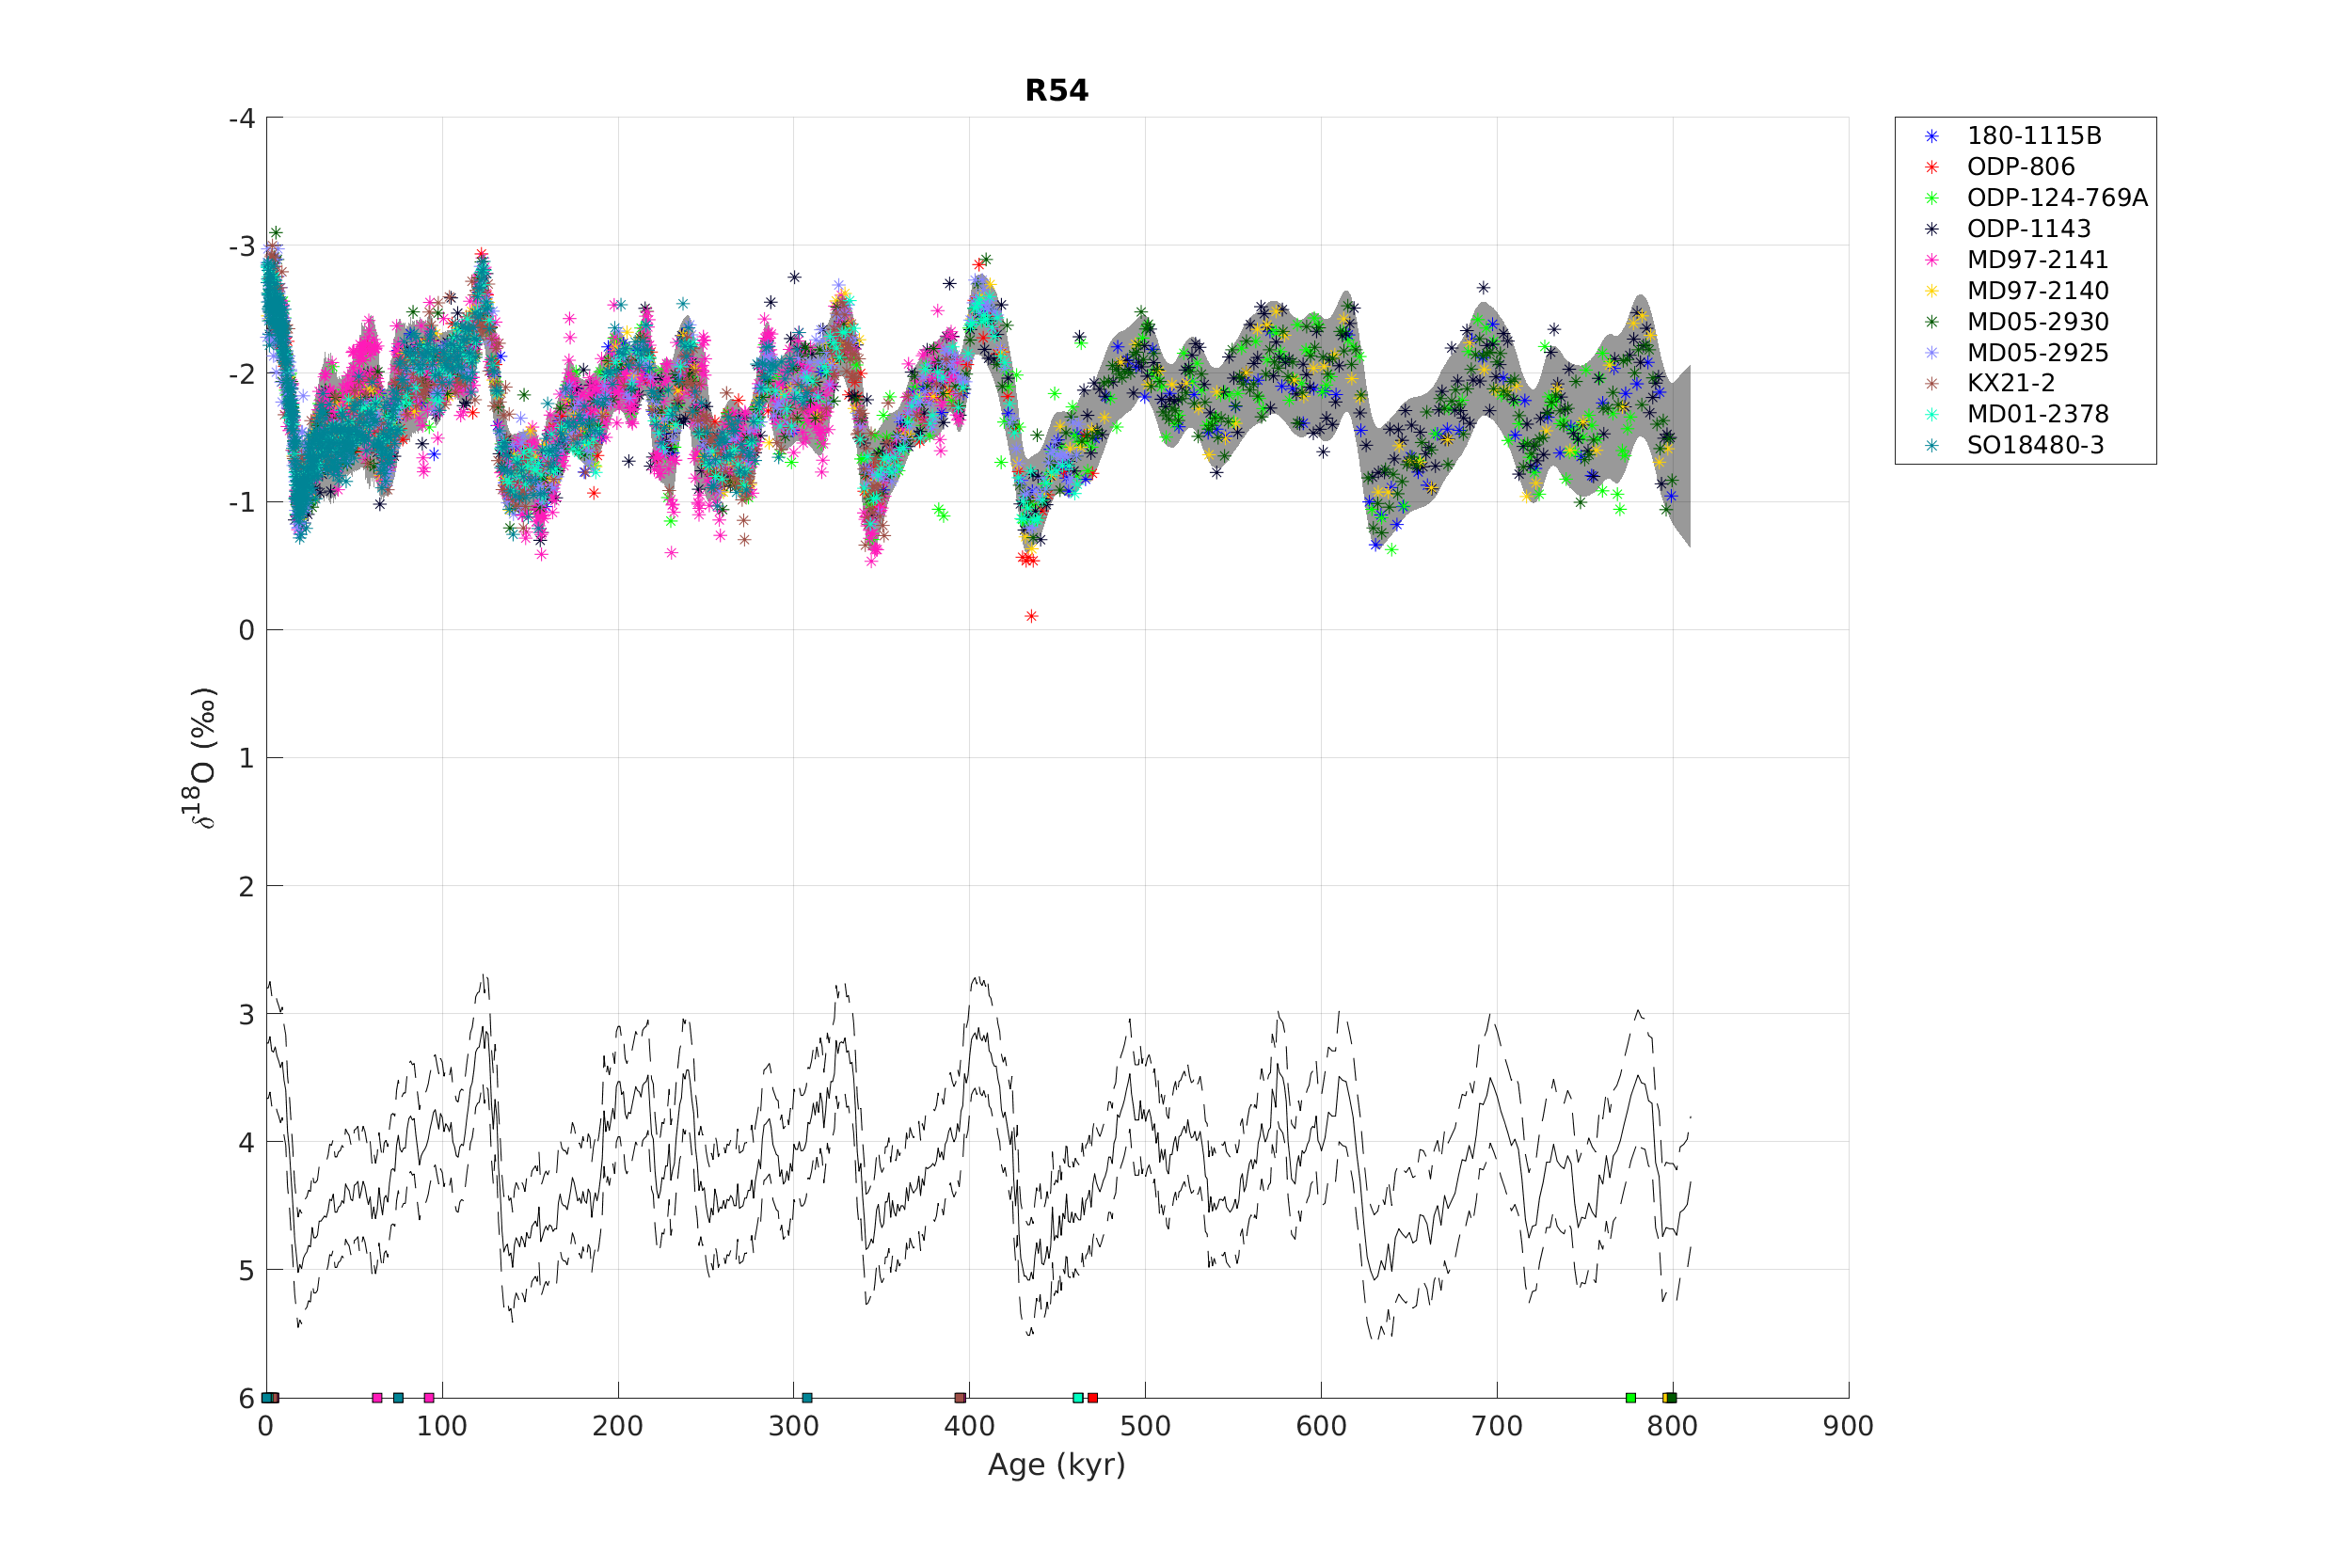 R54
-4
-3
-2
-1
0
1
2
3
4
5
6
δ18O (‰)
0 100 200 300 400 500 600 700 800 900
Age (kyr)
180-1115B
ODP-806
ODP-124-769A
ODP-1143
MD97-2141
MD97-2140
MD05-2930
MD05-2925
KX21-2
MD01-2378
SO18480-3